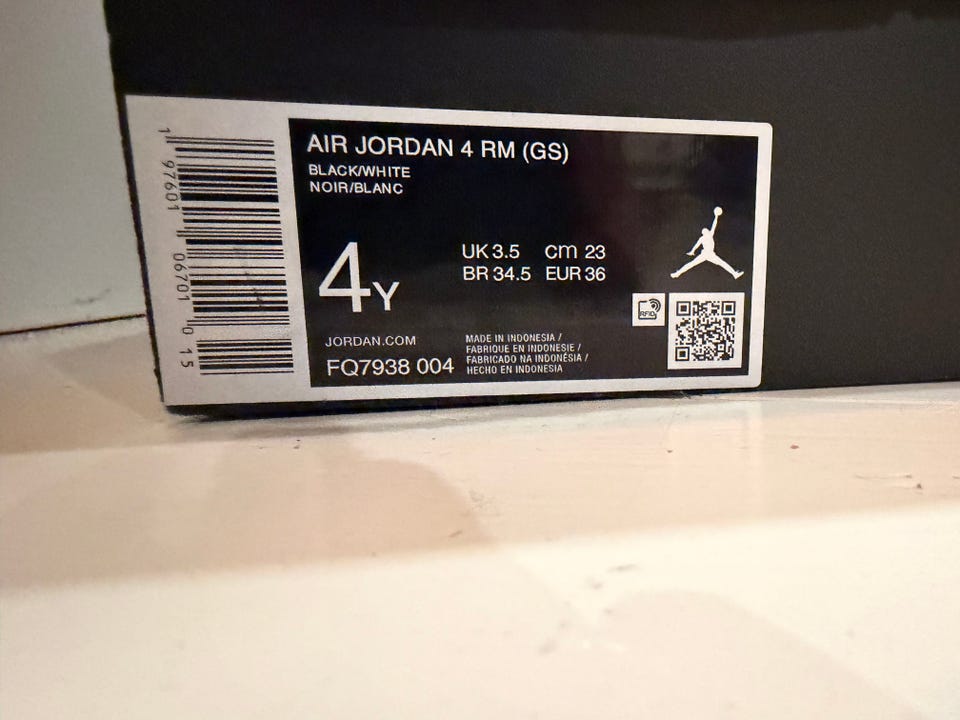 1 97601 06701 0 15
AIR JORDAN 4 RM (GS)
BLACK/WHITE
NOIR/BLANC
4Y
UK 3.5 cm 23
BR 34.5 EUR 36
RFID
JORDAN.COM
FQ7938 004
MADE IN INDONESIA /
FABRIQUE EN INDONESIE /
FABRICADO NA INDONÉSIA /
HECHO EN INDONESIA